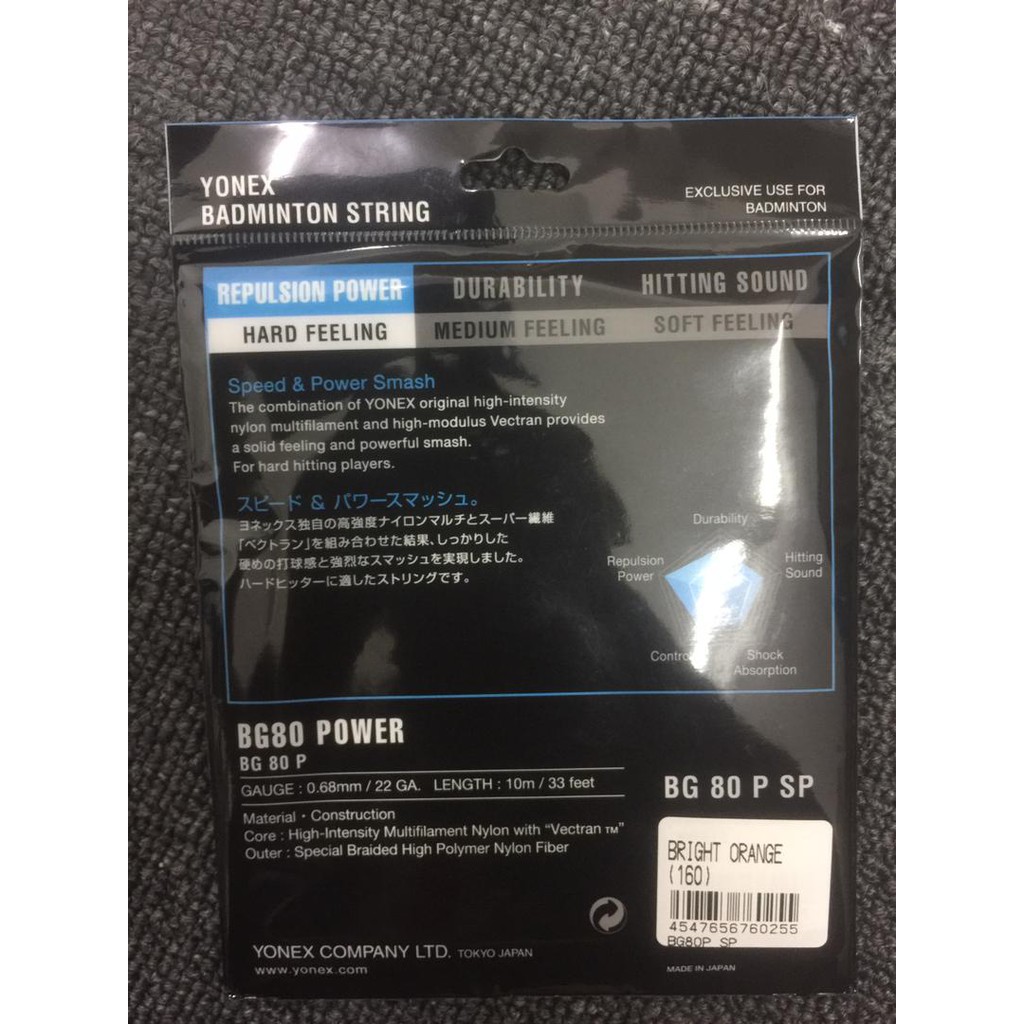 YONEX
BADMINTON STRING
EXCLUSIVE USE FOR
BADMINTON
REPULSION POWER
DURABILITY
HITTING SOUND
HARD FEELING
MEDIUM FEELING
SOFT FEELING
Speed & Power Smash
The combination of YONEX original high-intensity
nylon multifilament and high-modulus Vectran provides
a solid feeling and powerful smash.
For hard hitting players.
スピード & パワースマッシュ。
ヨネックス独自の高強度ナイロンマルチとスーパー繊維
「ベクトラン」を組み合わせた結果、しっかりした
硬めの打球感と強烈なスマッシュを実現しました。
ハードヒッターに適したストリングです。
Durability
Repulsion
Power
Hitting
Sound
Control
Shock
Absorption
BG80 POWER
BG 80 P
GAUGE : 0.68mm / 22 GA. LENGTH : 10m / 33 feet
Material・Construction
Core : High-Intensity Multifilament Nylon with “Vectran ™”
Outer : Special Braided High Polymer Nylon Fiber
BG 80 P SP
BRIGHT ORANGE
(160)
4547656760255
BG80P SP
YONEX COMPANY LTD. TOKYO JAPAN
www.yonex.com
MADE IN JAPAN